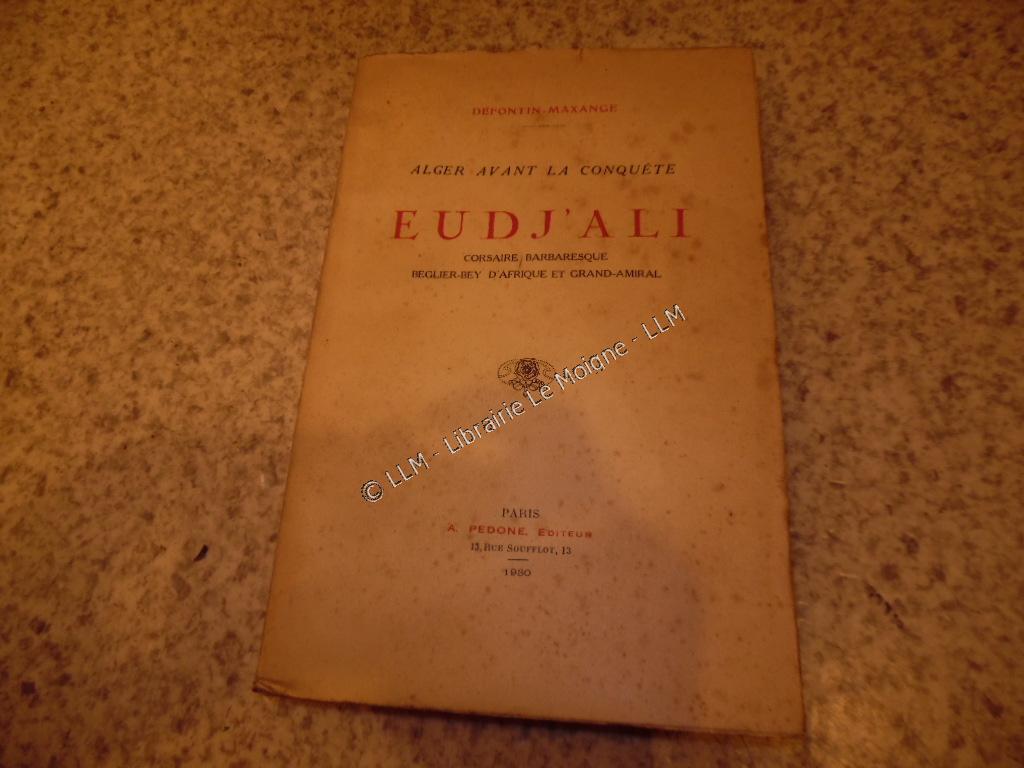 DEFONTIN-MAXANGE
ALGER AVANT LA CONQUÊTE
EUDJ'ALI
CORSAIRE BARBARESQUE
BEGLIER-BEY D'AFRIQUE ET GRAND-AMIRAL
© LLM - Librairie Le Moigne - LLM
PARIS
A. PEDONE, EDITEUR
13, RUE SOUFFLOT, 13
1930